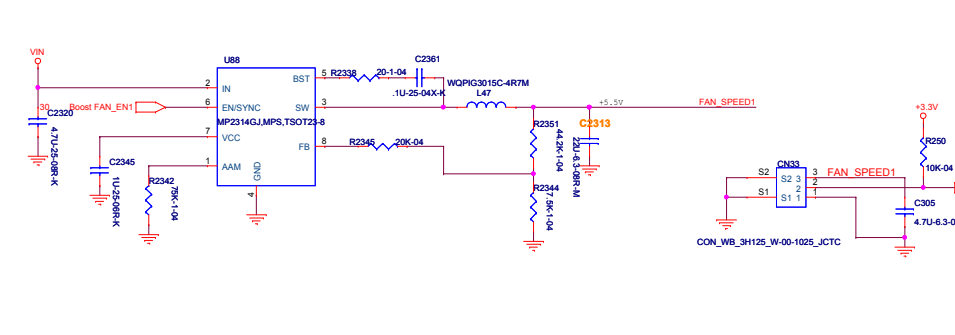 VIN
U88
C2361
R2338
20-1-04
.1U-25-04X-K
WQPIG3015C-4R7M
L47
2
IN
BST
5
30
Boost FAN_EN1
6
EN/SYNC
SW
3
+5.5V
FAN_SPEED1
+3.3V
C2320
4.7U-25-08R-K
MP2314GJ,MPS,TSOT23-8
C2313
22U-6.3-08R-M
R2351
44.2K-1-04
7
VCC
FB
8
R2345
20K-04
R250
10K-04
C2345
1U-25-06R-K
1
AAM
GND
4
R2342
75K-1-04
R2344
7.5K-1-04
CN33
S2
S2 3
3
FAN_SPEED1
2
2
S1
S1 1
1
C305
4.7U-6.3-0
CON_WB_3H125_W-00-1025_JCTC